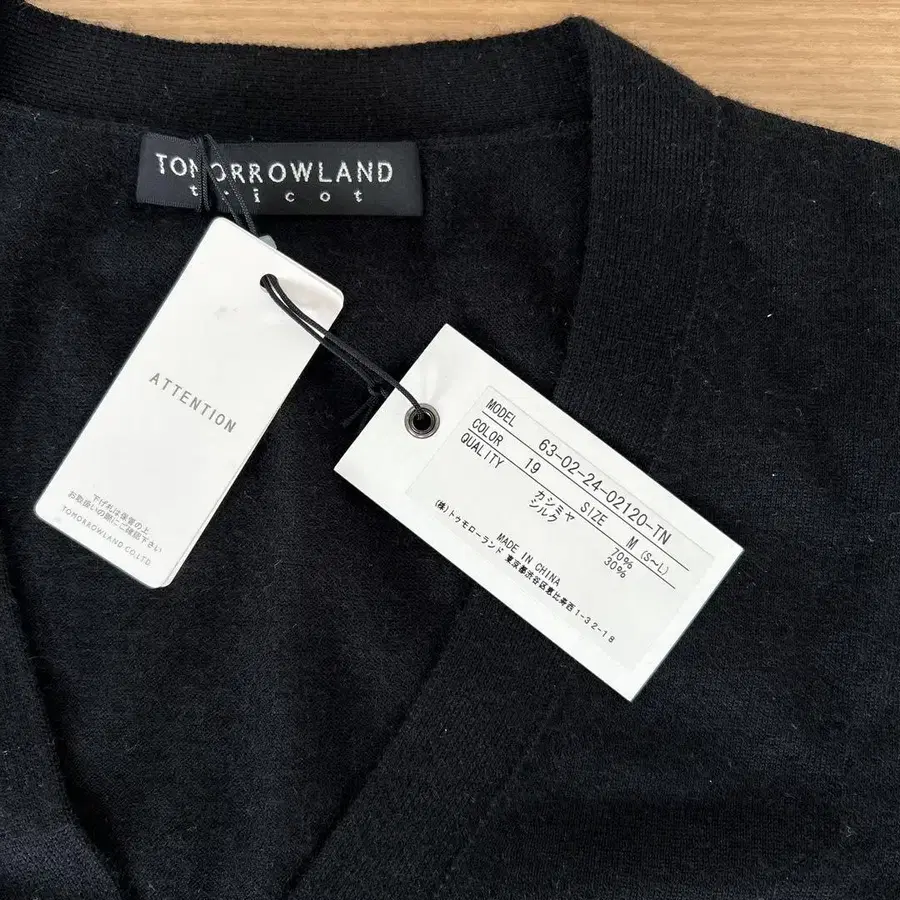 TOMORROWLAND
tricot
ATTENTION
下げ札は保管の上、
お取扱いの際にご注意下さい
TOMORROWLAND CO.,LTD.
MODEL 63-02-24-02120-TN
COLOR 19 SIZE M (S~L)
QUALITY カシミヤ 70%
シルク 30%
MADE IN CHINA
(株)トゥモローランド 東京都渋谷区恵比寿西1-32-18